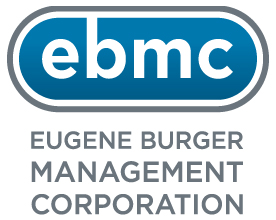 ebmc
EUGENE BURGER
MANAGEMENT
CORPORATION